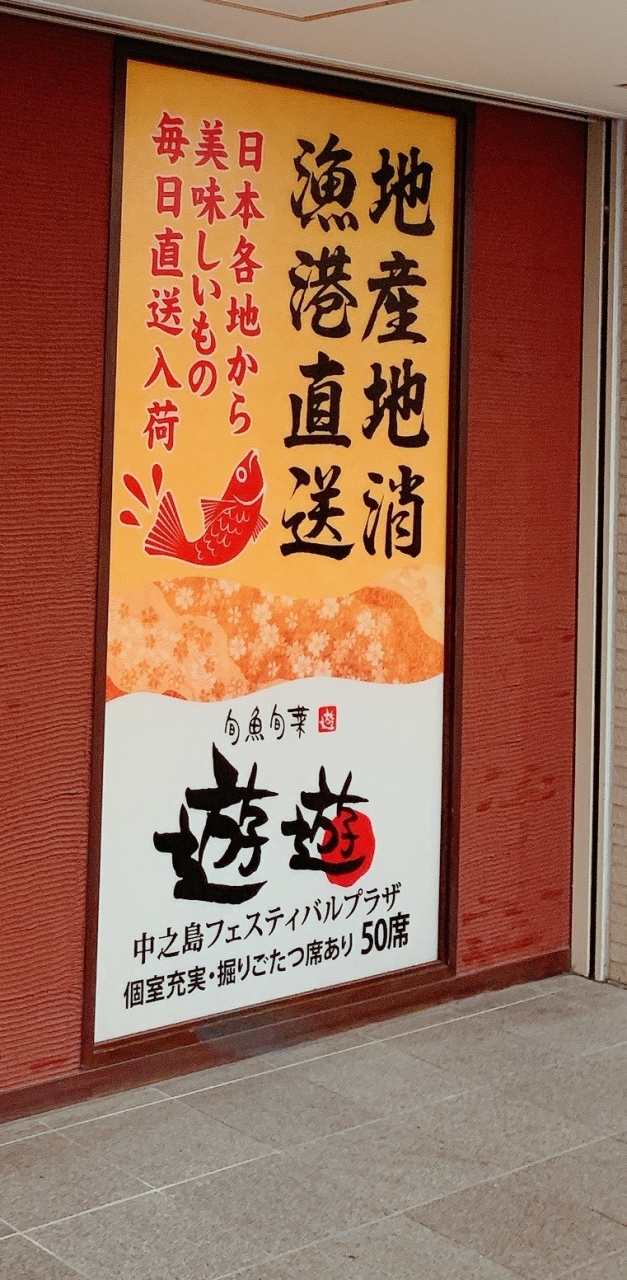 地産地消
漁港直送
日本各地から
美味しいもの
毎日直送入荷
旬魚旬菜 遊
遊遊
中之島フェスティバルプラザ
個室充実・掘りごたつ席あり 50席